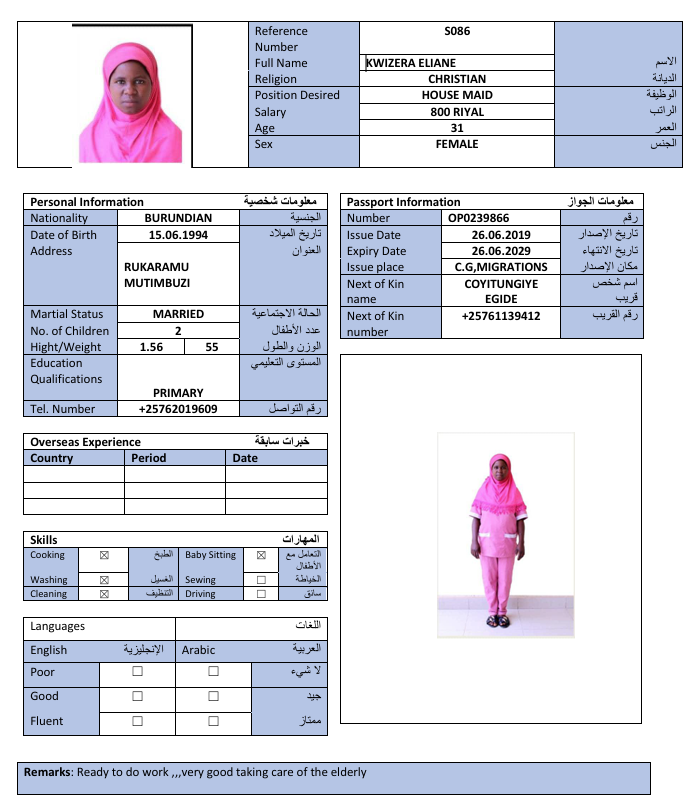 Reference Number S086
Full Name KWIZERA ELIANE الاسم
Religion CHRISTIAN الديانة
Position Desired HOUSE MAID الوظيفة
Salary 800 RIYAL الراتب
Age 31 العمر
Sex FEMALE الجنس
Personal Information معلومات شخصية
Nationality BURUNDIAN الجنسية
Date of Birth 15.06.1994 تاريخ الميلاد
Address العنوان
RUKARAMU
MUTIMBUZI
Martial Status MARRIED الحالة الاجتماعية
No. of Children 2 عدد الأطفال
Hight/Weight 1.56 55 الوزن والطول
Education المستوى التعليمي
Qualifications
PRIMARY
Tel. Number +25762019609 رقم التواصل
Passport Information معلومات الجواز
Number OP0239866 رقم
Issue Date 26.06.2019 تاريخ الإصدار
Expiry Date 26.06.2029 تاريخ الانتهاء
Issue place C.G,MIGRATIONS مكان الإصدار
Next of Kin COYITUNGIYE اسم شخص
name EGIDE قريب
Next of Kin +25761139412 رقم القريب
number
Overseas Experience خبرات سابقة
Country Period Date
Skills المهارات
Cooking ☒ الطبخ Baby Sitting ☒ التعامل مع
الأطفال
Washing ☒ الغسيل Sewing ☐ الخياطة
Cleaning ☒ التنظيف Driving ☐ سائق
Languages اللغات
English الإنجليزية Arabic العربية
Poor ☐ ☐ لا شيء
Good ☐ ☐ جيد
Fluent ☐ ☐ ممتاز
Remarks: Ready to do work ,,,very good taking care of the elderly